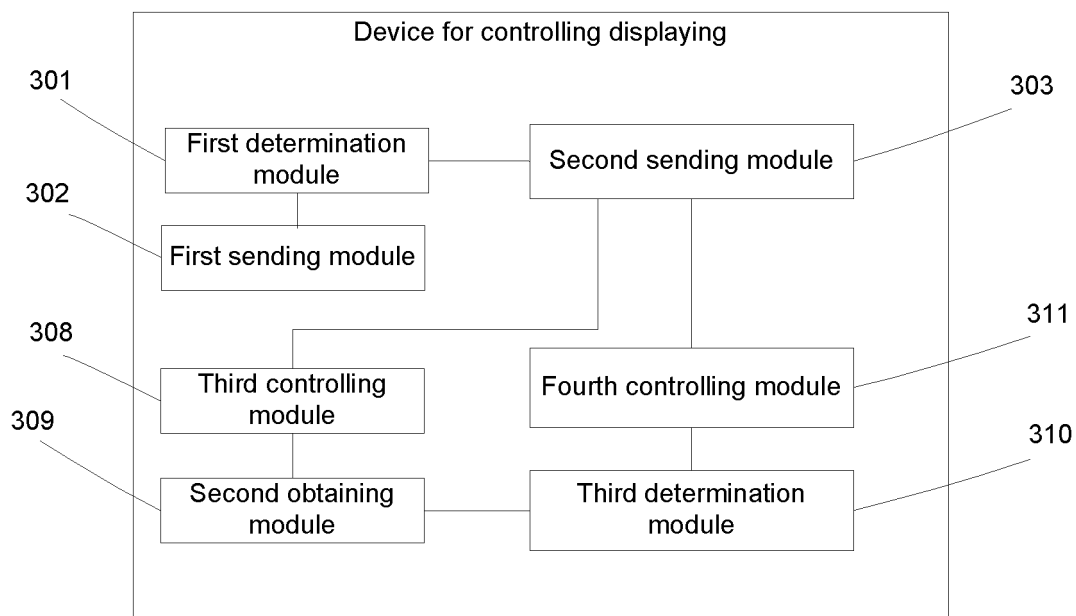 Device for controlling displaying
301
303
First determination
module
Second sending module
302
First sending module
308
311
Third controlling
module
Fourth controlling module
309
310
Second obtaining
module
Third determination
module